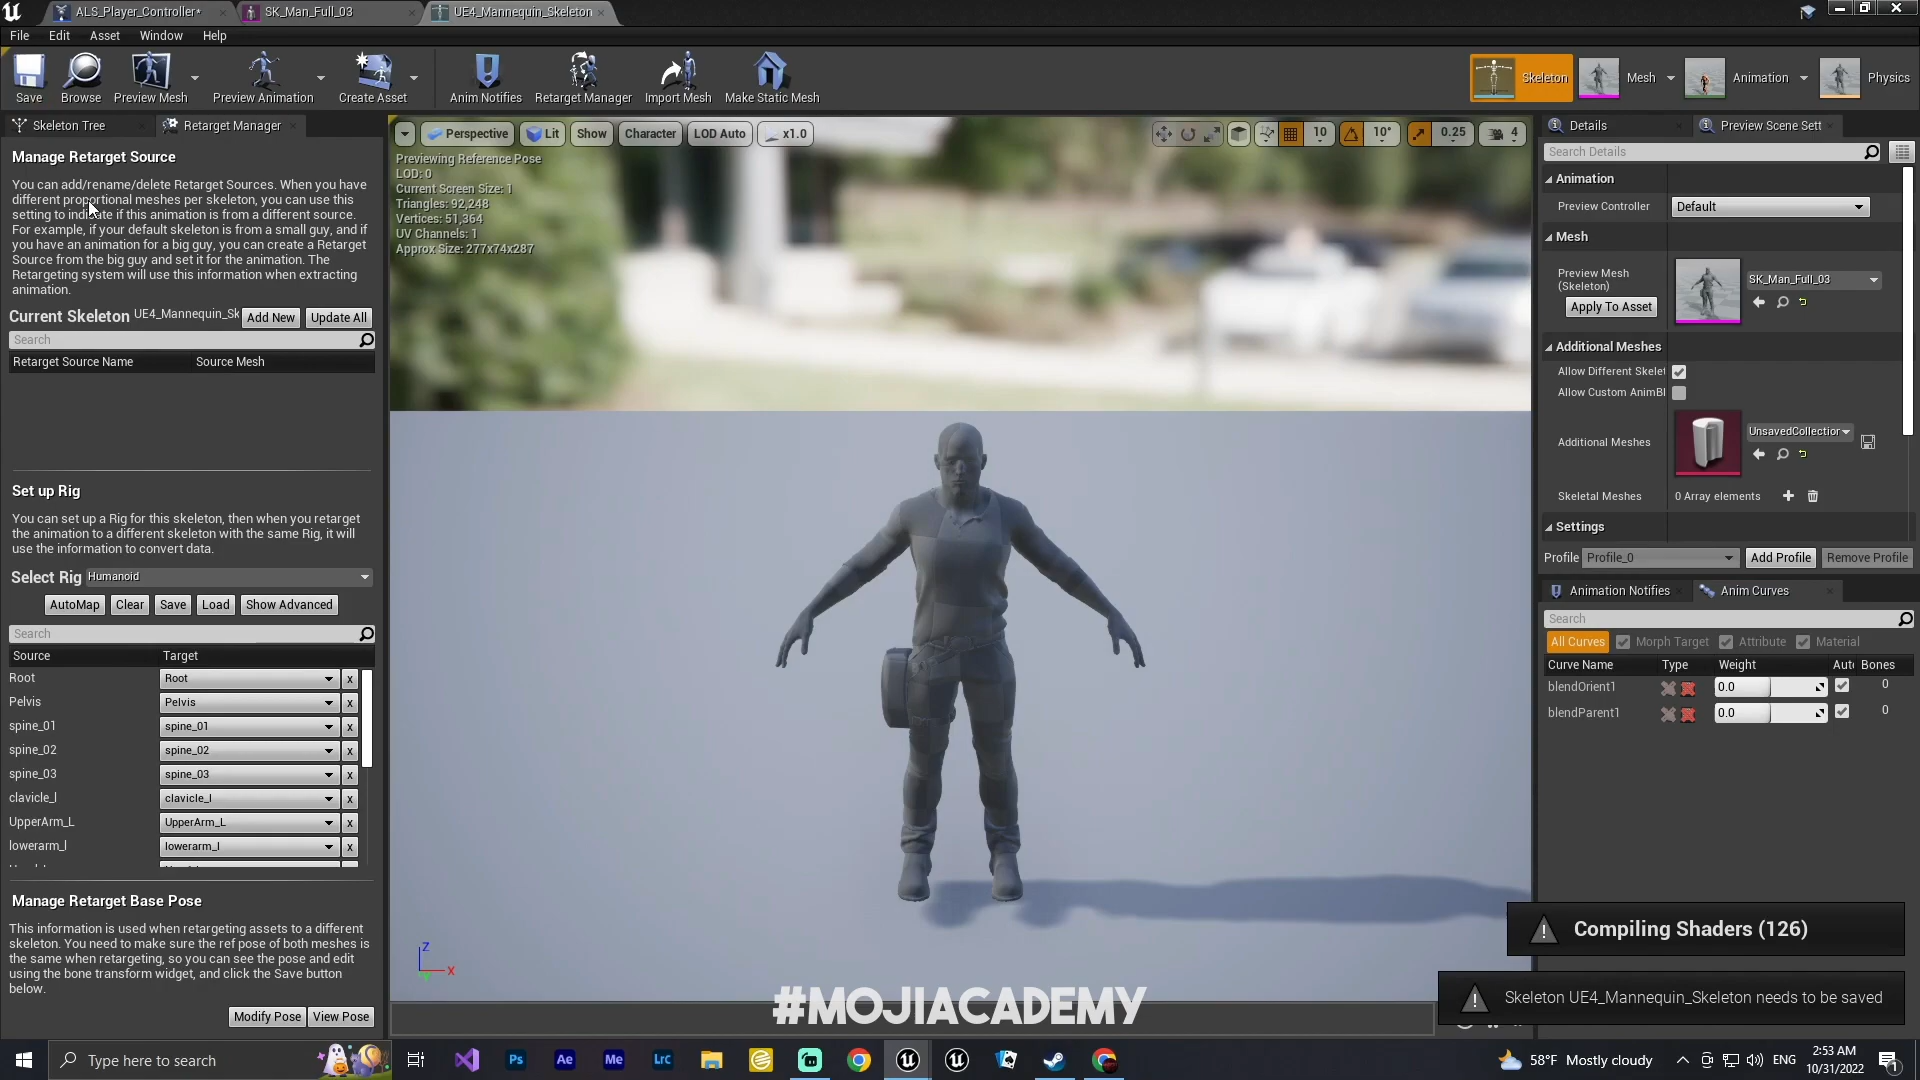 ALS_Player_Controller*
SK_Man_Full_03
UE4_Mannequin_Skeleton
File Edit Asset Window Help
Save
Browse
Preview Mesh
Preview Animation
Create Asset
Anim Notifies
Retarget Manager
Import Mesh
Make Static Mesh
Skeleton
Mesh
Animation
Physics
Skeleton Tree
Retarget Manager
Manage Retarget Source
You can add/rename/delete Retarget Sources. When you have
different proportional meshes per skeleton, you can use this
setting to indicate if this animation is from a different source.
For example, if your default skeleton is from a small guy, and if
you have an animation for a big guy, you can create a Retarget
Source from the big guy and set it for the animation. The
Retargeting system will use this information when extracting
animation.
Current Skeleton UE4_Mannequin_Sk Add New Update All
Search
Retarget Source Name Source Mesh
Set up Rig
You can set up a Rig for this skeleton, then when you retarget
the animation to a different skeleton with the same Rig, it will
use the information to convert data.
Select Rig Humanoid
AutoMap Clear Save Load Show Advanced
Search
Source Target
Root Root x
Pelvis Pelvis x
spine_01 spine_01 x
spine_02 spine_02 x
spine_03 spine_03 x
clavicle_l clavicle_l x
UpperArm_L UpperArm_L x
lowerarm_l lowerarm_l x
Manage Retarget Base Pose
This information is used when retargeting assets to a different
skeleton. You need to make sure the ref pose of both meshes is
the same when retargeting, so you can see the pose and edit
using the bone transform widget, and click the Save button
below.
Modify Pose View Pose
Perspective Lit Show Character LOD Auto x1.0
10 10° 0.25 4
Previewing Reference Pose
LOD: 0
Current Screen Size: 1
Triangles: 92,248
Vertices: 51,364
UV Channels: 1
Approx Size: 277x74x287
Z
X
Y
#MOJIACADEMY
Details
Preview Scene Sett
Search Details
Animation
Preview Controller Default
Mesh
Preview Mesh
(Skeleton)
Apply To Asset
SK_Man_Full_03
Additional Meshes
Allow Different Skelet
Allow Custom AnimBl
Additional Meshes UnsavedCollection
Skeletal Meshes 0 Array elements
Settings
Profile Profile_0 Add Profile Remove Profile
Animation Notifies
Anim Curves
Search
All Curves Morph Target Attribute Material
Curve Name Type Weight Aut Bones
blendOrient1 0.0 0
blendParent1 0.0 0
Compiling Shaders (126)
Skeleton UE4_Mannequin_Skeleton needs to be saved
Type here to search
Ps
Ae
Me
Lrc
58°F Mostly cloudy
ENG
2:53 AM
10/31/2022
1